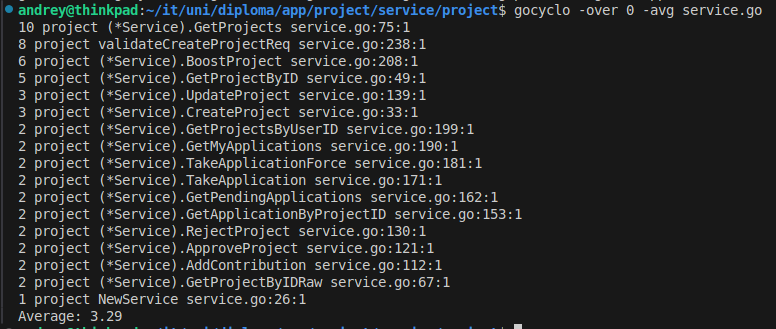 andrey@thinkpad:~/it/uni/diploma/app/project/service/project$ gocyclo -over 0 -avg service.go
10 project (*Service).GetProjects service.go:75:1
8 project validateCreateProjectReq service.go:238:1
6 project (*Service).BoostProject service.go:208:1
5 project (*Service).GetProjectByID service.go:49:1
3 project (*Service).UpdateProject service.go:139:1
3 project (*Service).CreateProject service.go:33:1
2 project (*Service).GetProjectsByUserID service.go:199:1
2 project (*Service).GetMyApplications service.go:190:1
2 project (*Service).TakeApplicationForce service.go:181:1
2 project (*Service).TakeApplication service.go:171:1
2 project (*Service).GetPendingApplications service.go:162:1
2 project (*Service).GetApplicationByProjectID service.go:153:1
2 project (*Service).RejectProject service.go:130:1
2 project (*Service).ApproveProject service.go:121:1
2 project (*Service).AddContribution service.go:112:1
2 project (*Service).GetProjectByIDRaw service.go:67:1
1 project NewService service.go:26:1
Average: 3.29